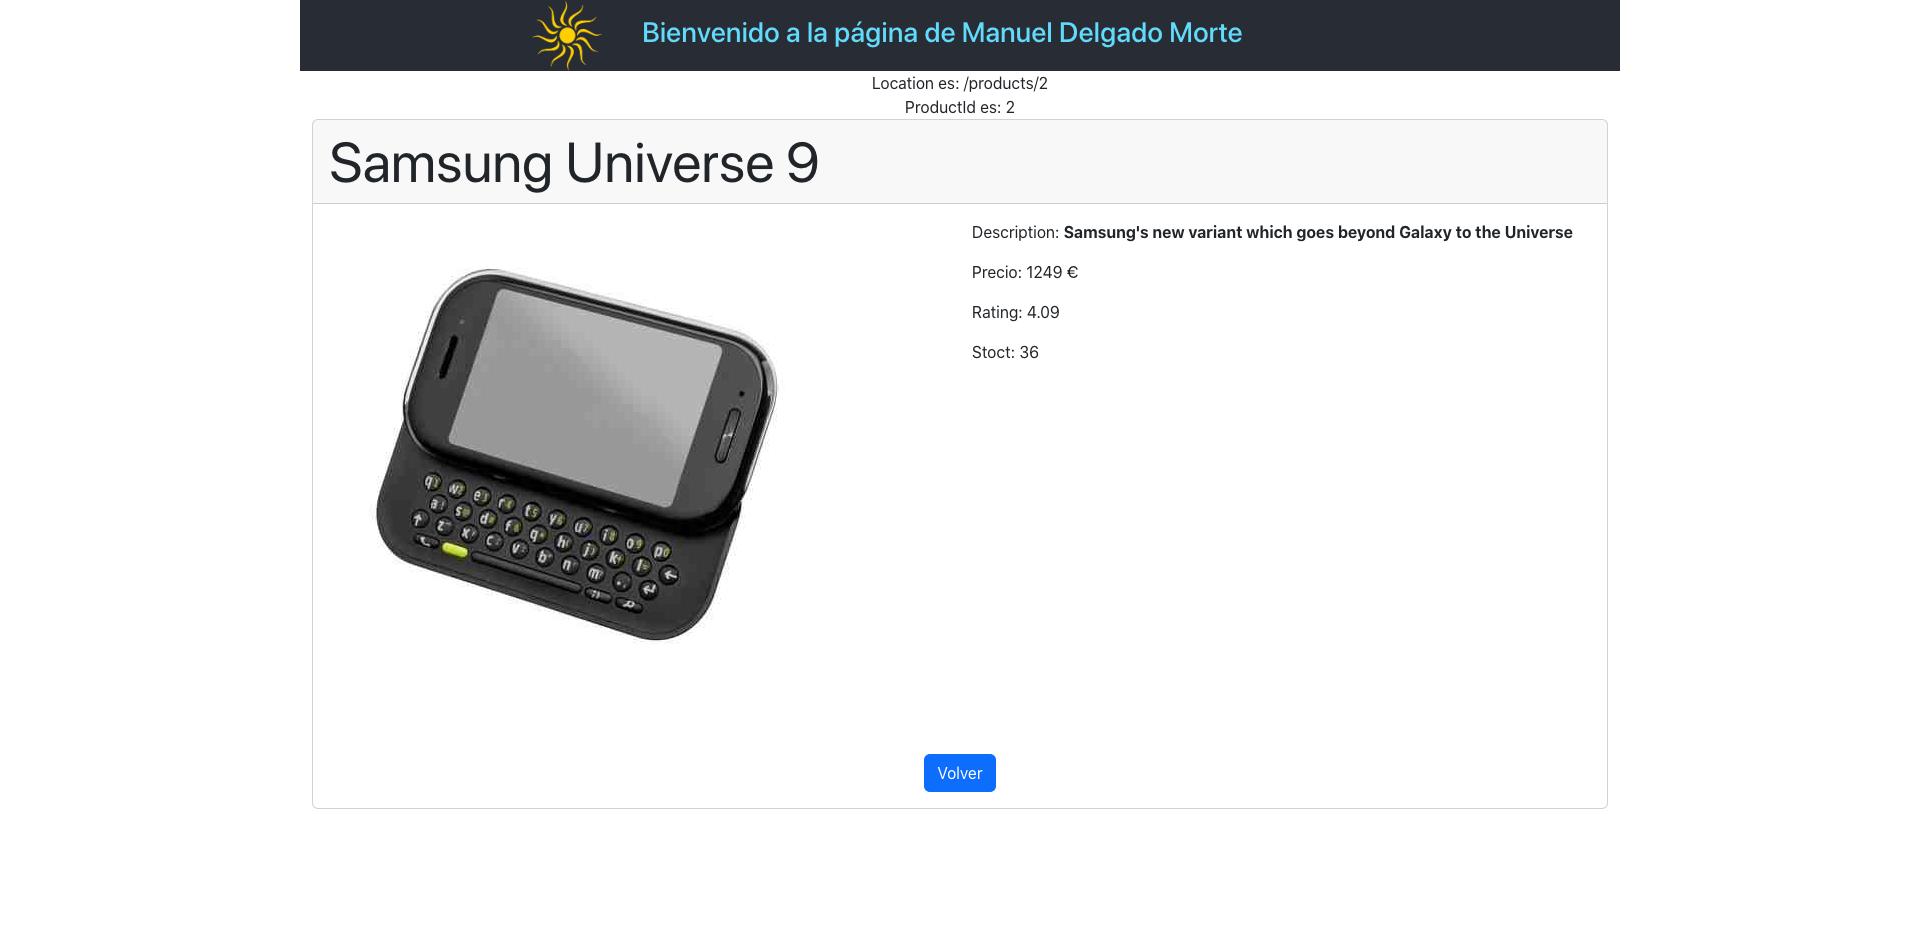 Bienvenido a la página de Manuel Delgado Morte
Location es: /products/2
ProductId es: 2
Samsung Universe 9
Description: Samsung's new variant which goes beyond Galaxy to the Universe
Precio: 1249 €
Rating: 4.09
Stoct: 36
Volver